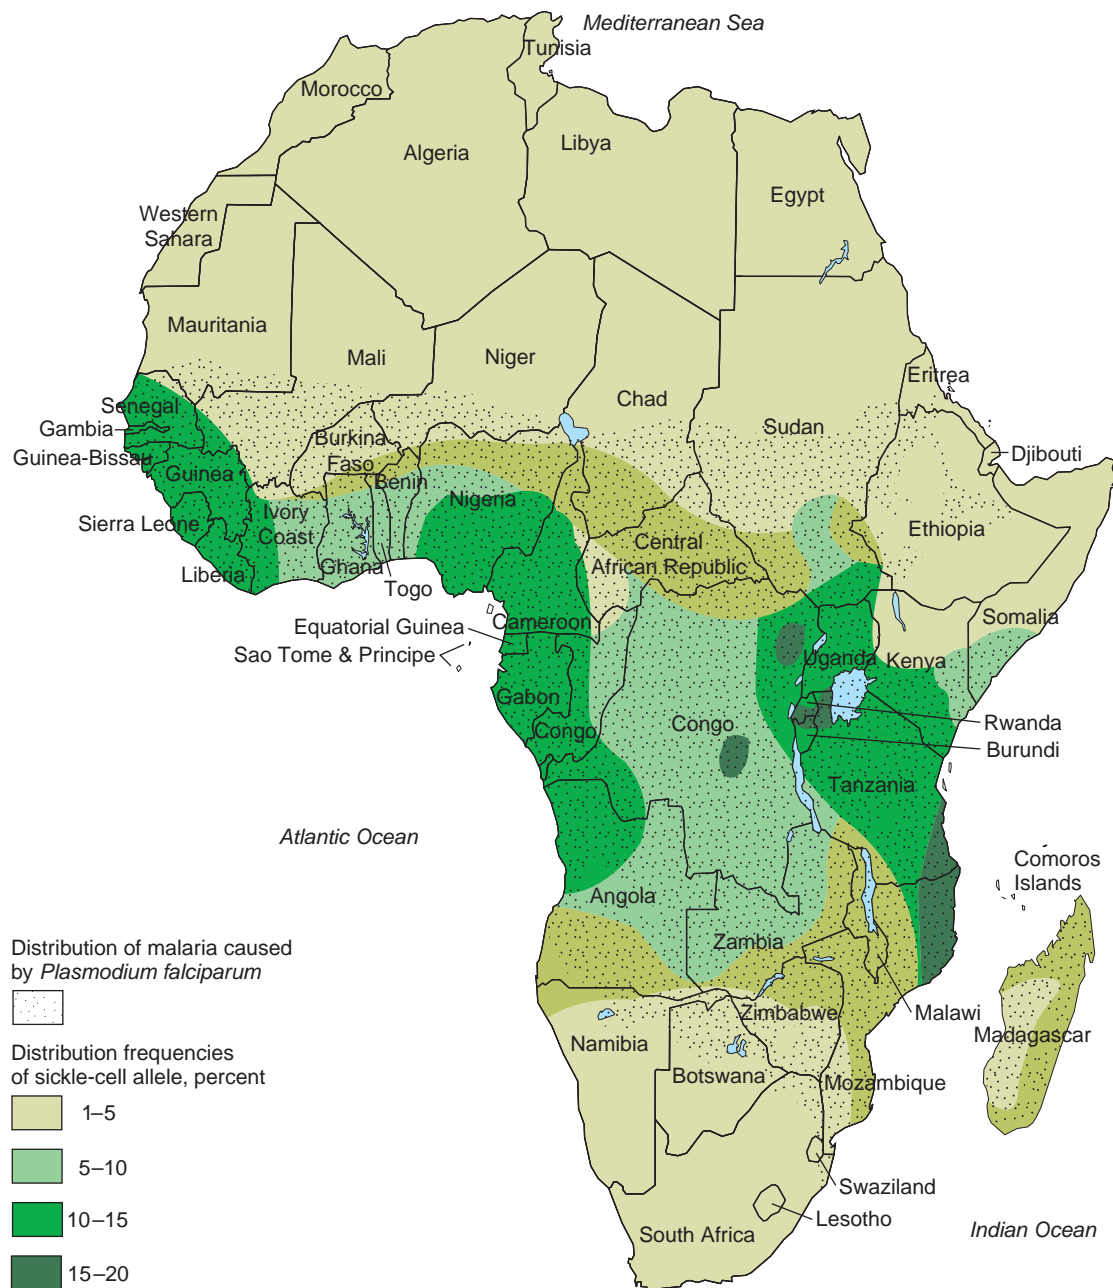 Mediterranean Sea
Tunisia
Morocco
Algeria
Libya
Egypt
Western
Sahara
Mauritania
Mali
Niger
Chad
Sudan
Eritrea
Djibouti
Senegal
Gambia
Guinea-Bissau
Guinea
Burkina
Faso
Benin
Nigeria
Sierra Leone
Ivory
Coast
Liberia
Ghana
Togo
Central
African Republic
Ethiopia
Somalia
Cameroon
Equatorial Guinea
Sao Tome & Principe
Uganda
Kenya
Gabon
Congo
Congo
Rwanda
Burundi
Tanzania
Atlantic Ocean
Comoros
Islands
Angola
Zambia
Malawi
Zimbabwe
Madagascar
Namibia
Botswana
Mozambique
Swaziland
Lesotho
South Africa
Indian Ocean
Distribution of malaria caused
by Plasmodium falciparum
Distribution frequencies
of sickle-cell allele, percent
1–5
5–10
10–15
15–20